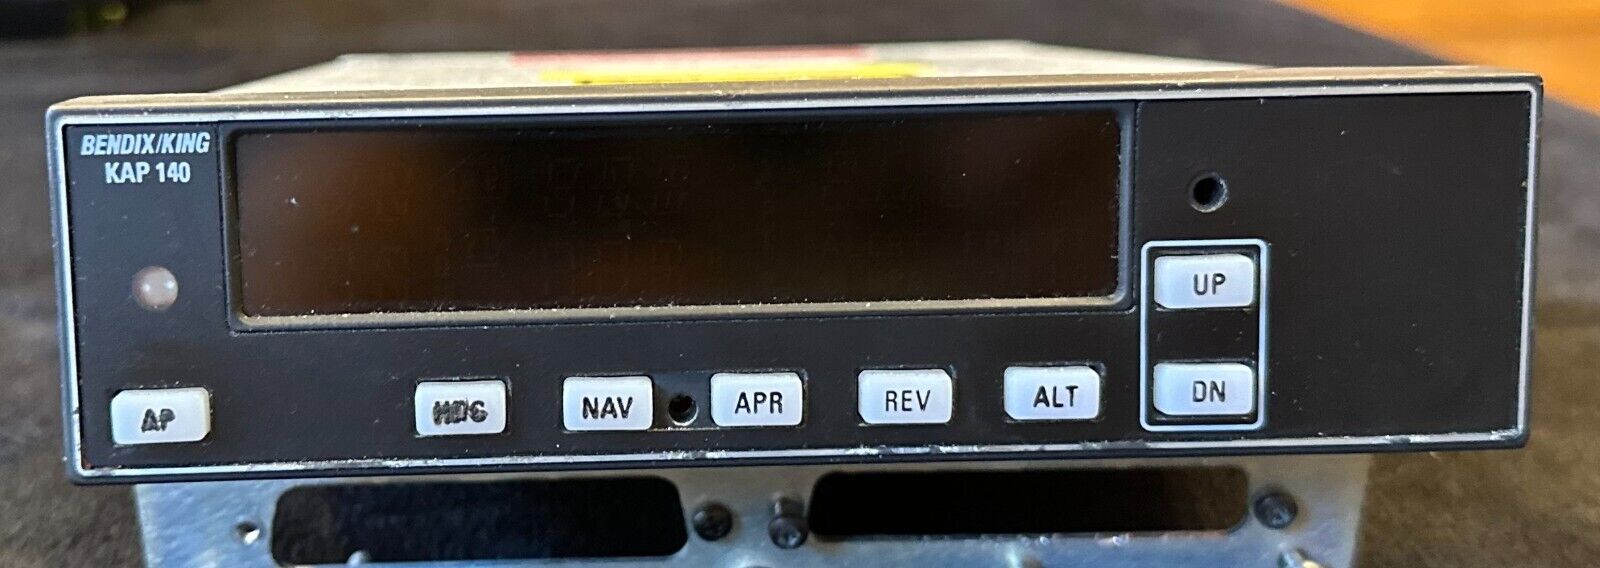 BENDIX/KING
KAP 140
UP
DN
AP
HDG
NAV
APR
REV
ALT